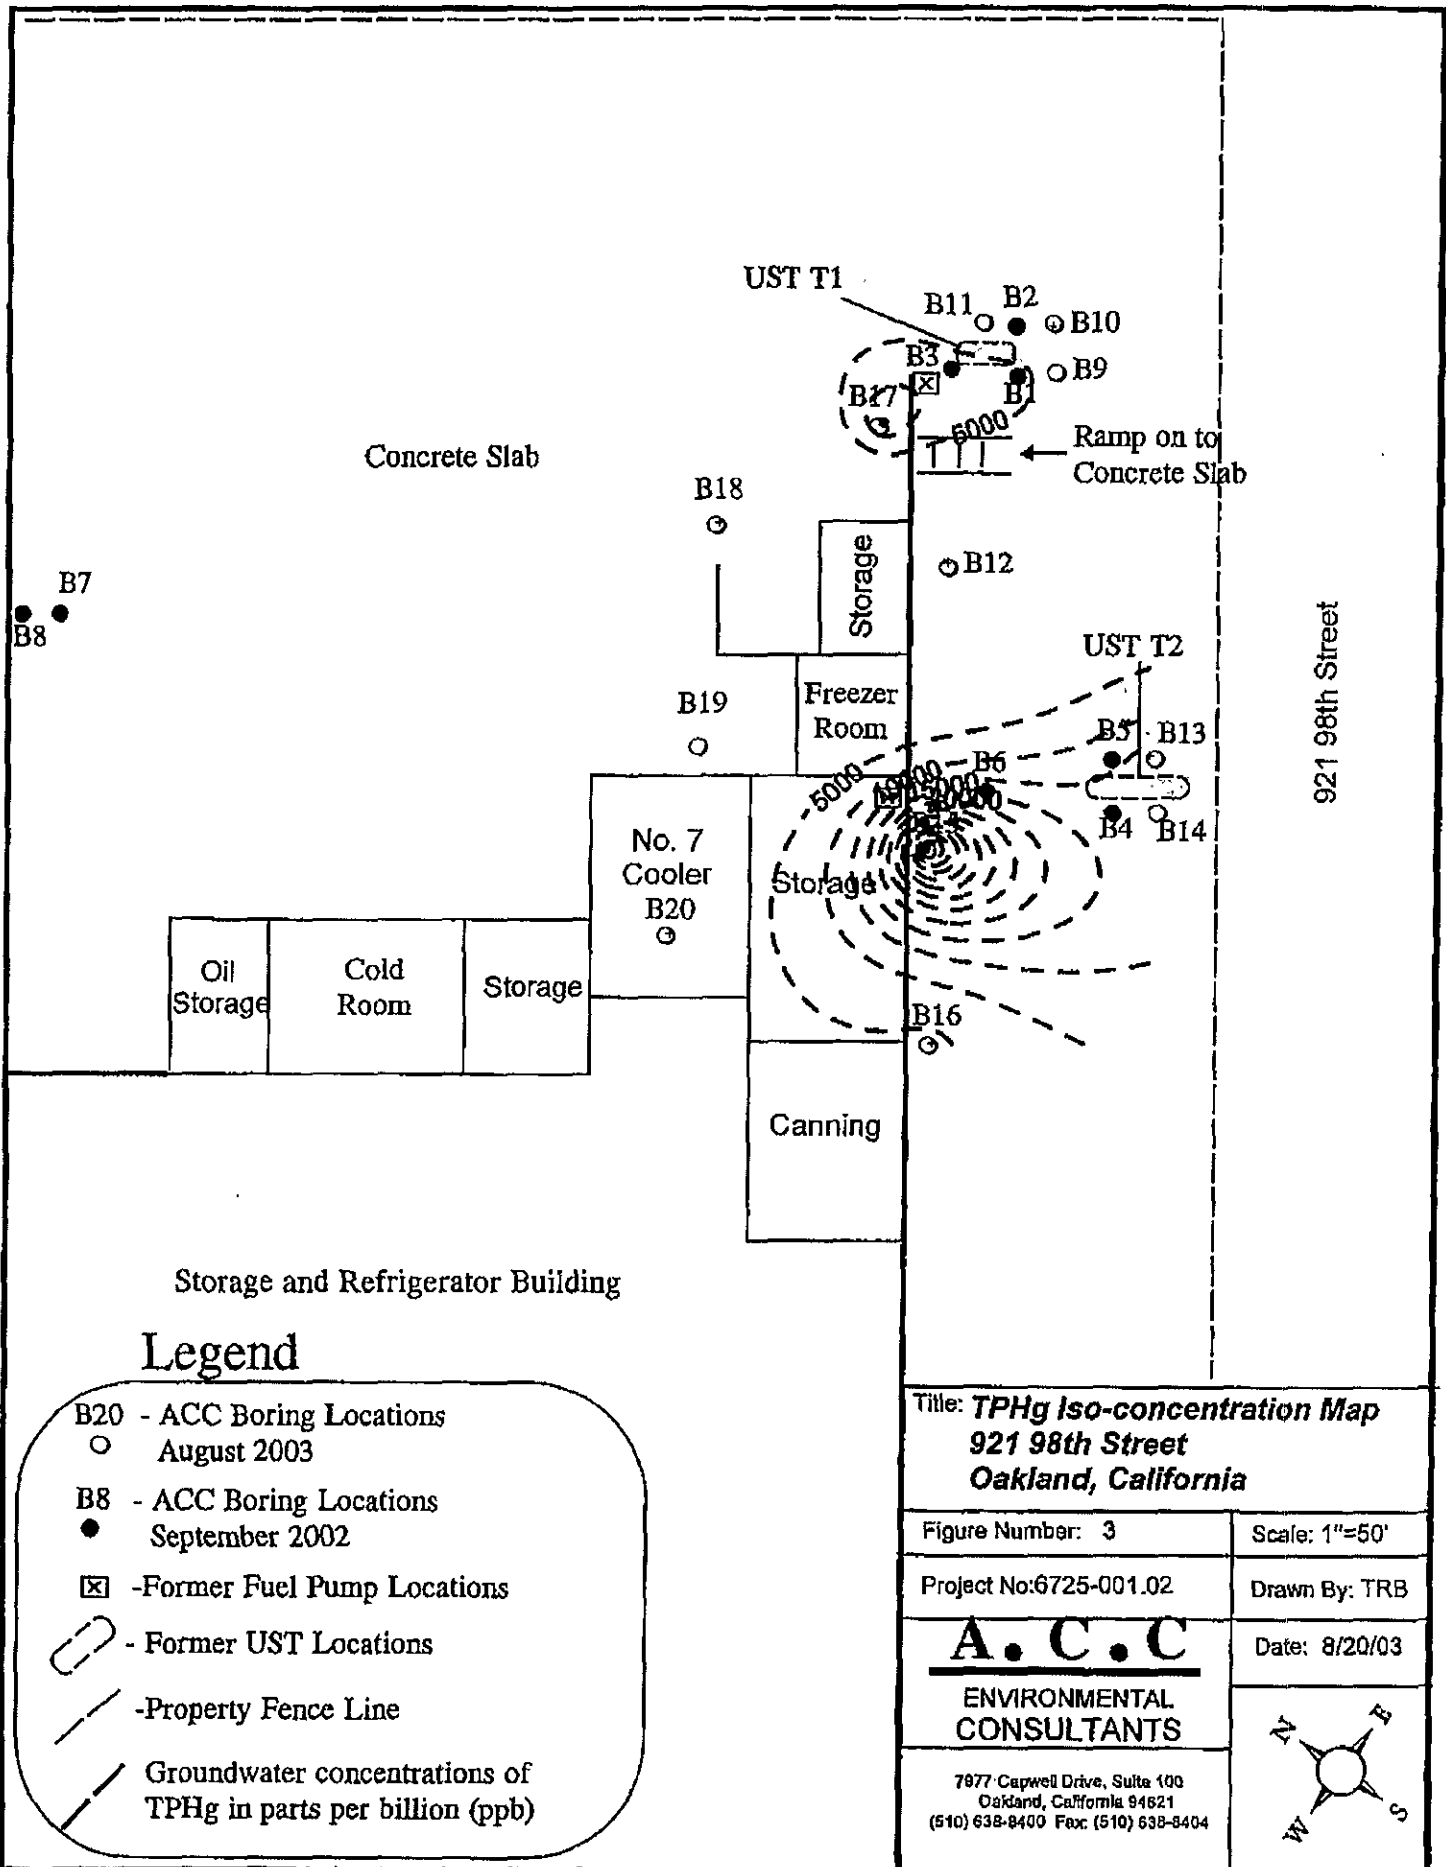 UST T1
B11
B2
B10
B3
B9
B1
B17
5000
Concrete Slab
Ramp on to
Concrete Slab
B18
Storage
B12
B7
B8
UST T2
921 98th Street
B19
Freezer
Room
B5
B13
B6
5000
10000
15000
No. 7
Cooler
B20
Storage
B4
B14
Oil
Storage
Cold
Room
Storage
B16
Canning
Storage and Refrigerator Building
Legend
B20 - ACC Boring Locations
August 2003
B8 - ACC Boring Locations
September 2002
-Former Fuel Pump Locations
- Former UST Locations
-Property Fence Line
Groundwater concentrations of
TPHg in parts per billion (ppb)
Title: TPHg Iso-concentration Map
921 98th Street
Oakland, California
Figure Number: 3
Scale: 1"=50'
Project No:6725-001.02
Drawn By: TRB
A.C.C
Date: 8/20/03
ENVIRONMENTAL
CONSULTANTS
7977 Capwell Drive, Suite 100
Oakland, California 94621
(510) 638-8400 Fax: (510) 638-8404
N
E
W
S